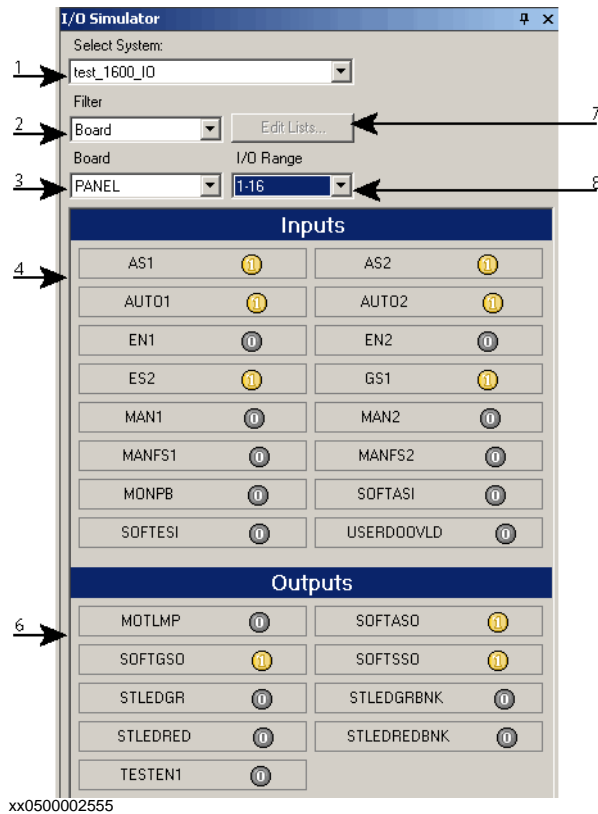 I/O Simulator
Select System:
1
test_1600_IO
Filter
7
2
Board
Edit Lists...
Board I/O Range
3
PANEL 1-16
8
Inputs
4
AS1 1 AS2 1
AUTO1 1 AUTO2 1
EN1 0 EN2 0
ES2 1 GS1 1
MAN1 0 MAN2 0
MANFS1 0 MANFS2 0
MONPB 0 SOFTASI 0
SOFTESI 0 USERDOOVLD 0
Outputs
6
MOTLMP 0 SOFTASO 1
SOFTGSO 1 SOFTSSO 1
STLEDGR 0 STLEDGRBNK 0
STLEDRED 0 STLEDREDBNK 0
TESTEN1 0
xx0500002555